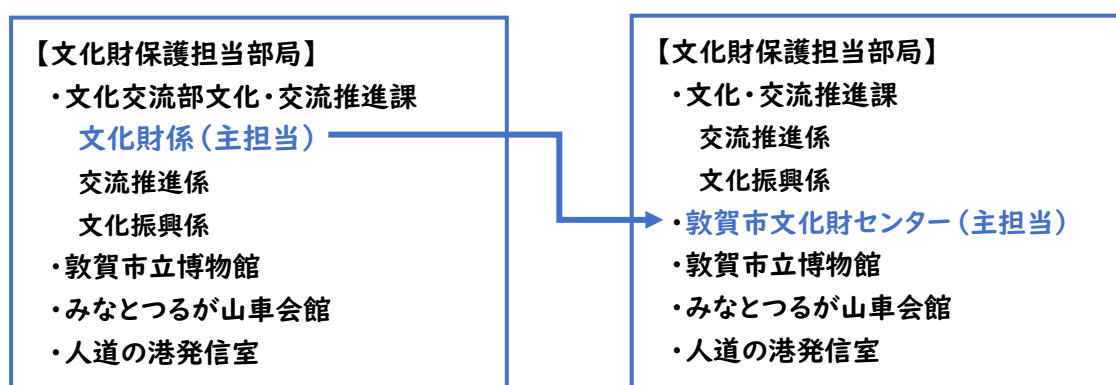 【文化財保護担当部局】
・文化交流部文化・交流推進課
文化財係（主担当）
交流推進係
文化振興係
・敦賀市立博物館
・みなとつるが山車会館
・人道の港発信室
【文化財保護担当部局】
・文化・交流推進課
交流推進係
文化振興係
・敦賀市文化財センター（主担当）
・敦賀市立博物館
・みなとつるが山車会館
・人道の港発信室